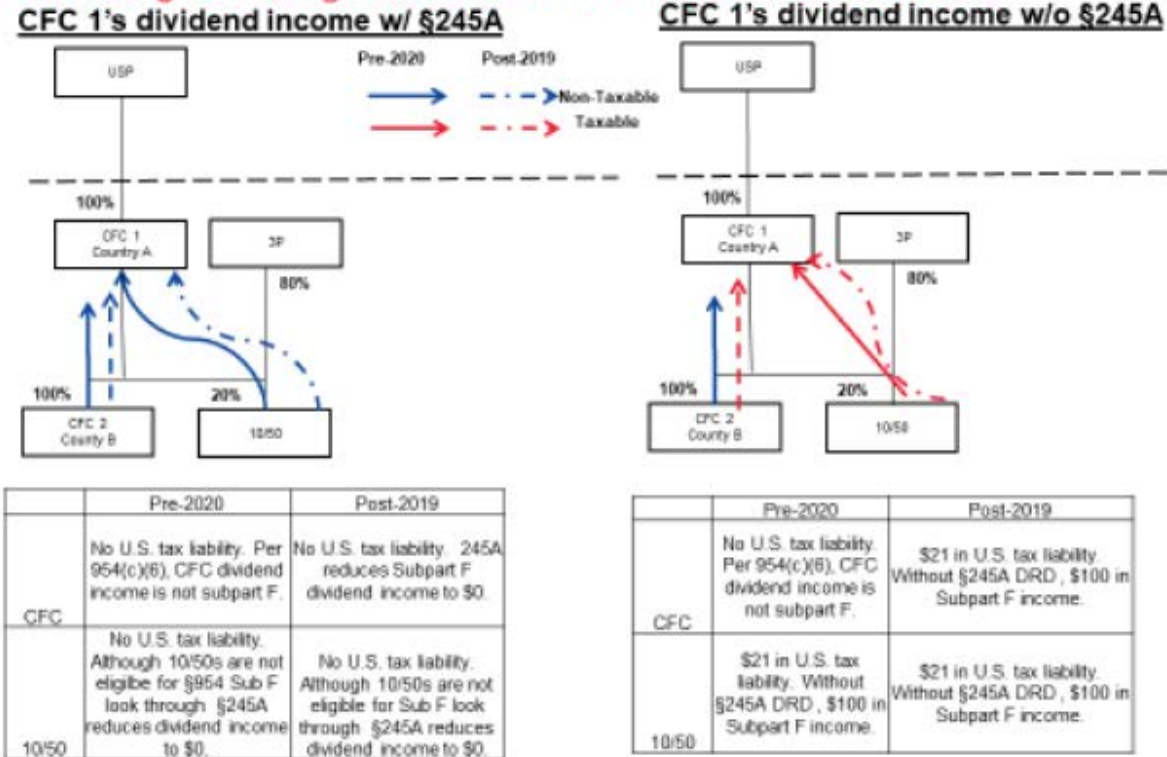 CFC 1's dividend income w/ §245A
CFC 1's dividend income w/o §245A
Pre-2020 Post-2019
Non-Taxable
Taxable
USP
100%
CFC 1
Country A
3P
80%
100%
20%
CFC 2
County B
10/50
USP
100%
CFC 1
Country A
3P
80%
100%
20%
CFC 2
County B
10/50
Pre-2020 Post-2019
CFC
No U.S. tax liability. Per
954(c)(6), CFC dividend
income is not subpart F.
No U.S. tax liability. 245A
reduces Subpart F
dividend income to $0.
10/50
No U.S. tax liability.
Although 10/50s are not
eligilbe for §954 Sub F
look through §245A
reduces dividend income
to $0.
No U.S. tax liability.
Although 10/50s are not
eligible for Sub F look
through §245A reduces
dividend income to $0.
Pre-2020 Post-2019
CFC
No U.S. tax liability.
Per 954(c)(6), CFC
dividend income is
not subpart F.
$21 in U.S. tax liability.
Without §245A DRD , $100 in
Subpart F income.
10/50
$21 in U.S. tax
liability. Without
§245A DRD , $100 in
Subpart F income.
$21 in U.S. tax liability.
Without §245A DRD , $100 in
Subpart F income.